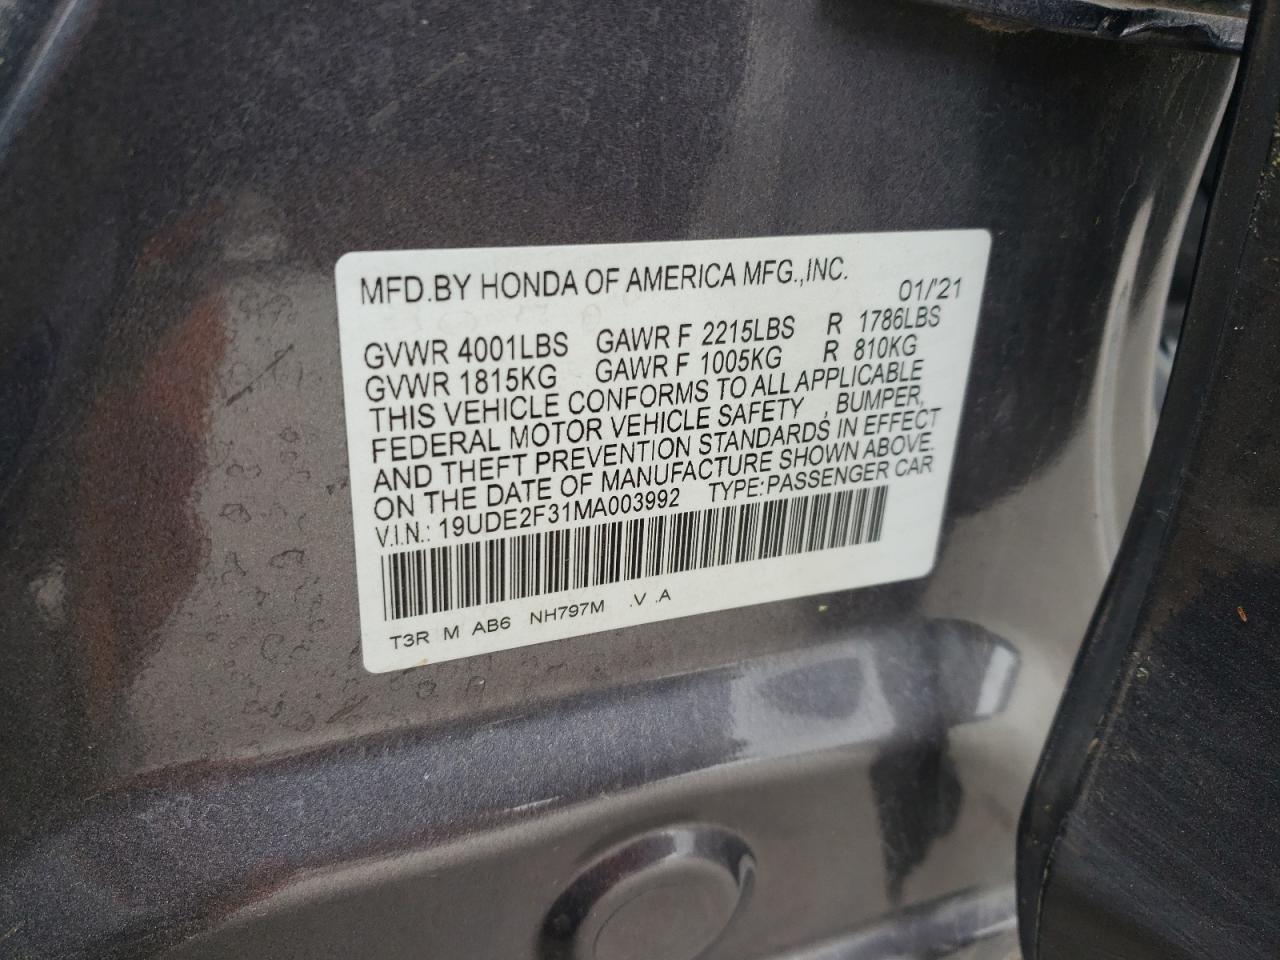 MFD.BY HONDA OF AMERICA MFG.,INC.
01/'21
GVWR 4001LBS GAWR F 2215LBS R 1786LBS
GVWR 1815KG GAWR F 1005KG R 810KG
THIS VEHICLE CONFORMS TO ALL APPLICABLE
FEDERAL MOTOR VEHICLE SAFETY , BUMPER,
AND THEFT PREVENTION STANDARDS IN EFFECT
ON THE DATE OF MANUFACTURE SHOWN ABOVE.
V.I.N.: 19UDE2F31MA003992 TYPE:PASSENGER CAR
T3R M AB6 NH797M .V .A